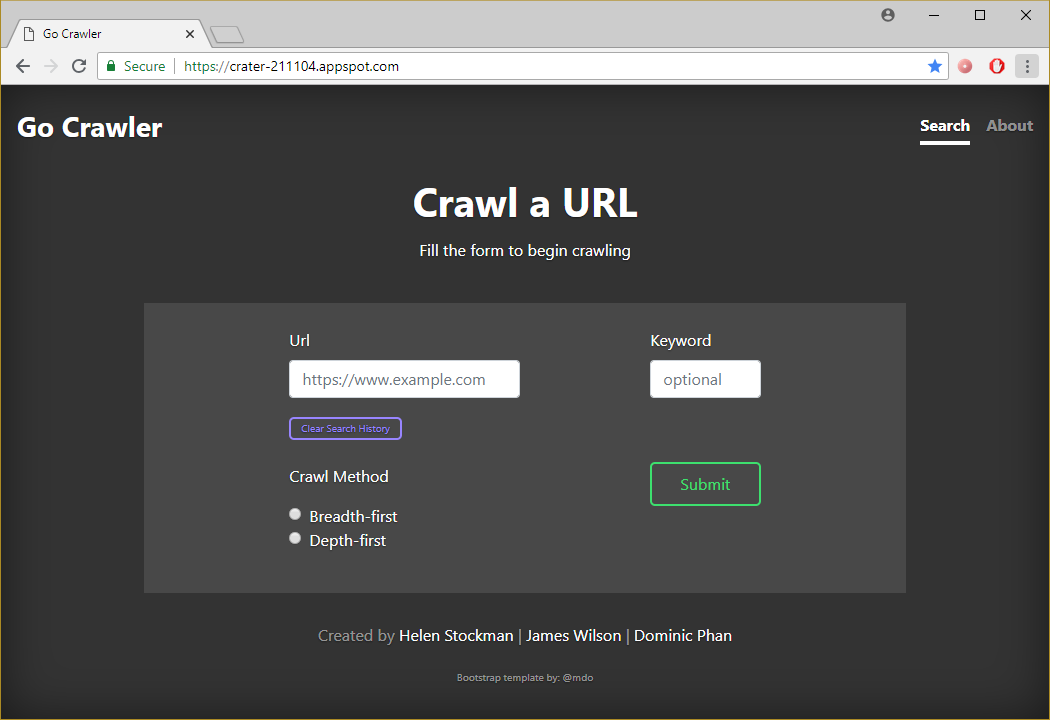 Go Crawler
Secure https://crater-211104.appspot.com
Go Crawler
Search About
Crawl a URL
Fill the form to begin crawling
Url Keyword
https://www.example.com optional
Clear Search History
Crawl Method
Submit
Breadth-first
Depth-first
Created by Helen Stockman | James Wilson | Dominic Phan
Bootstrap template by: @mdo